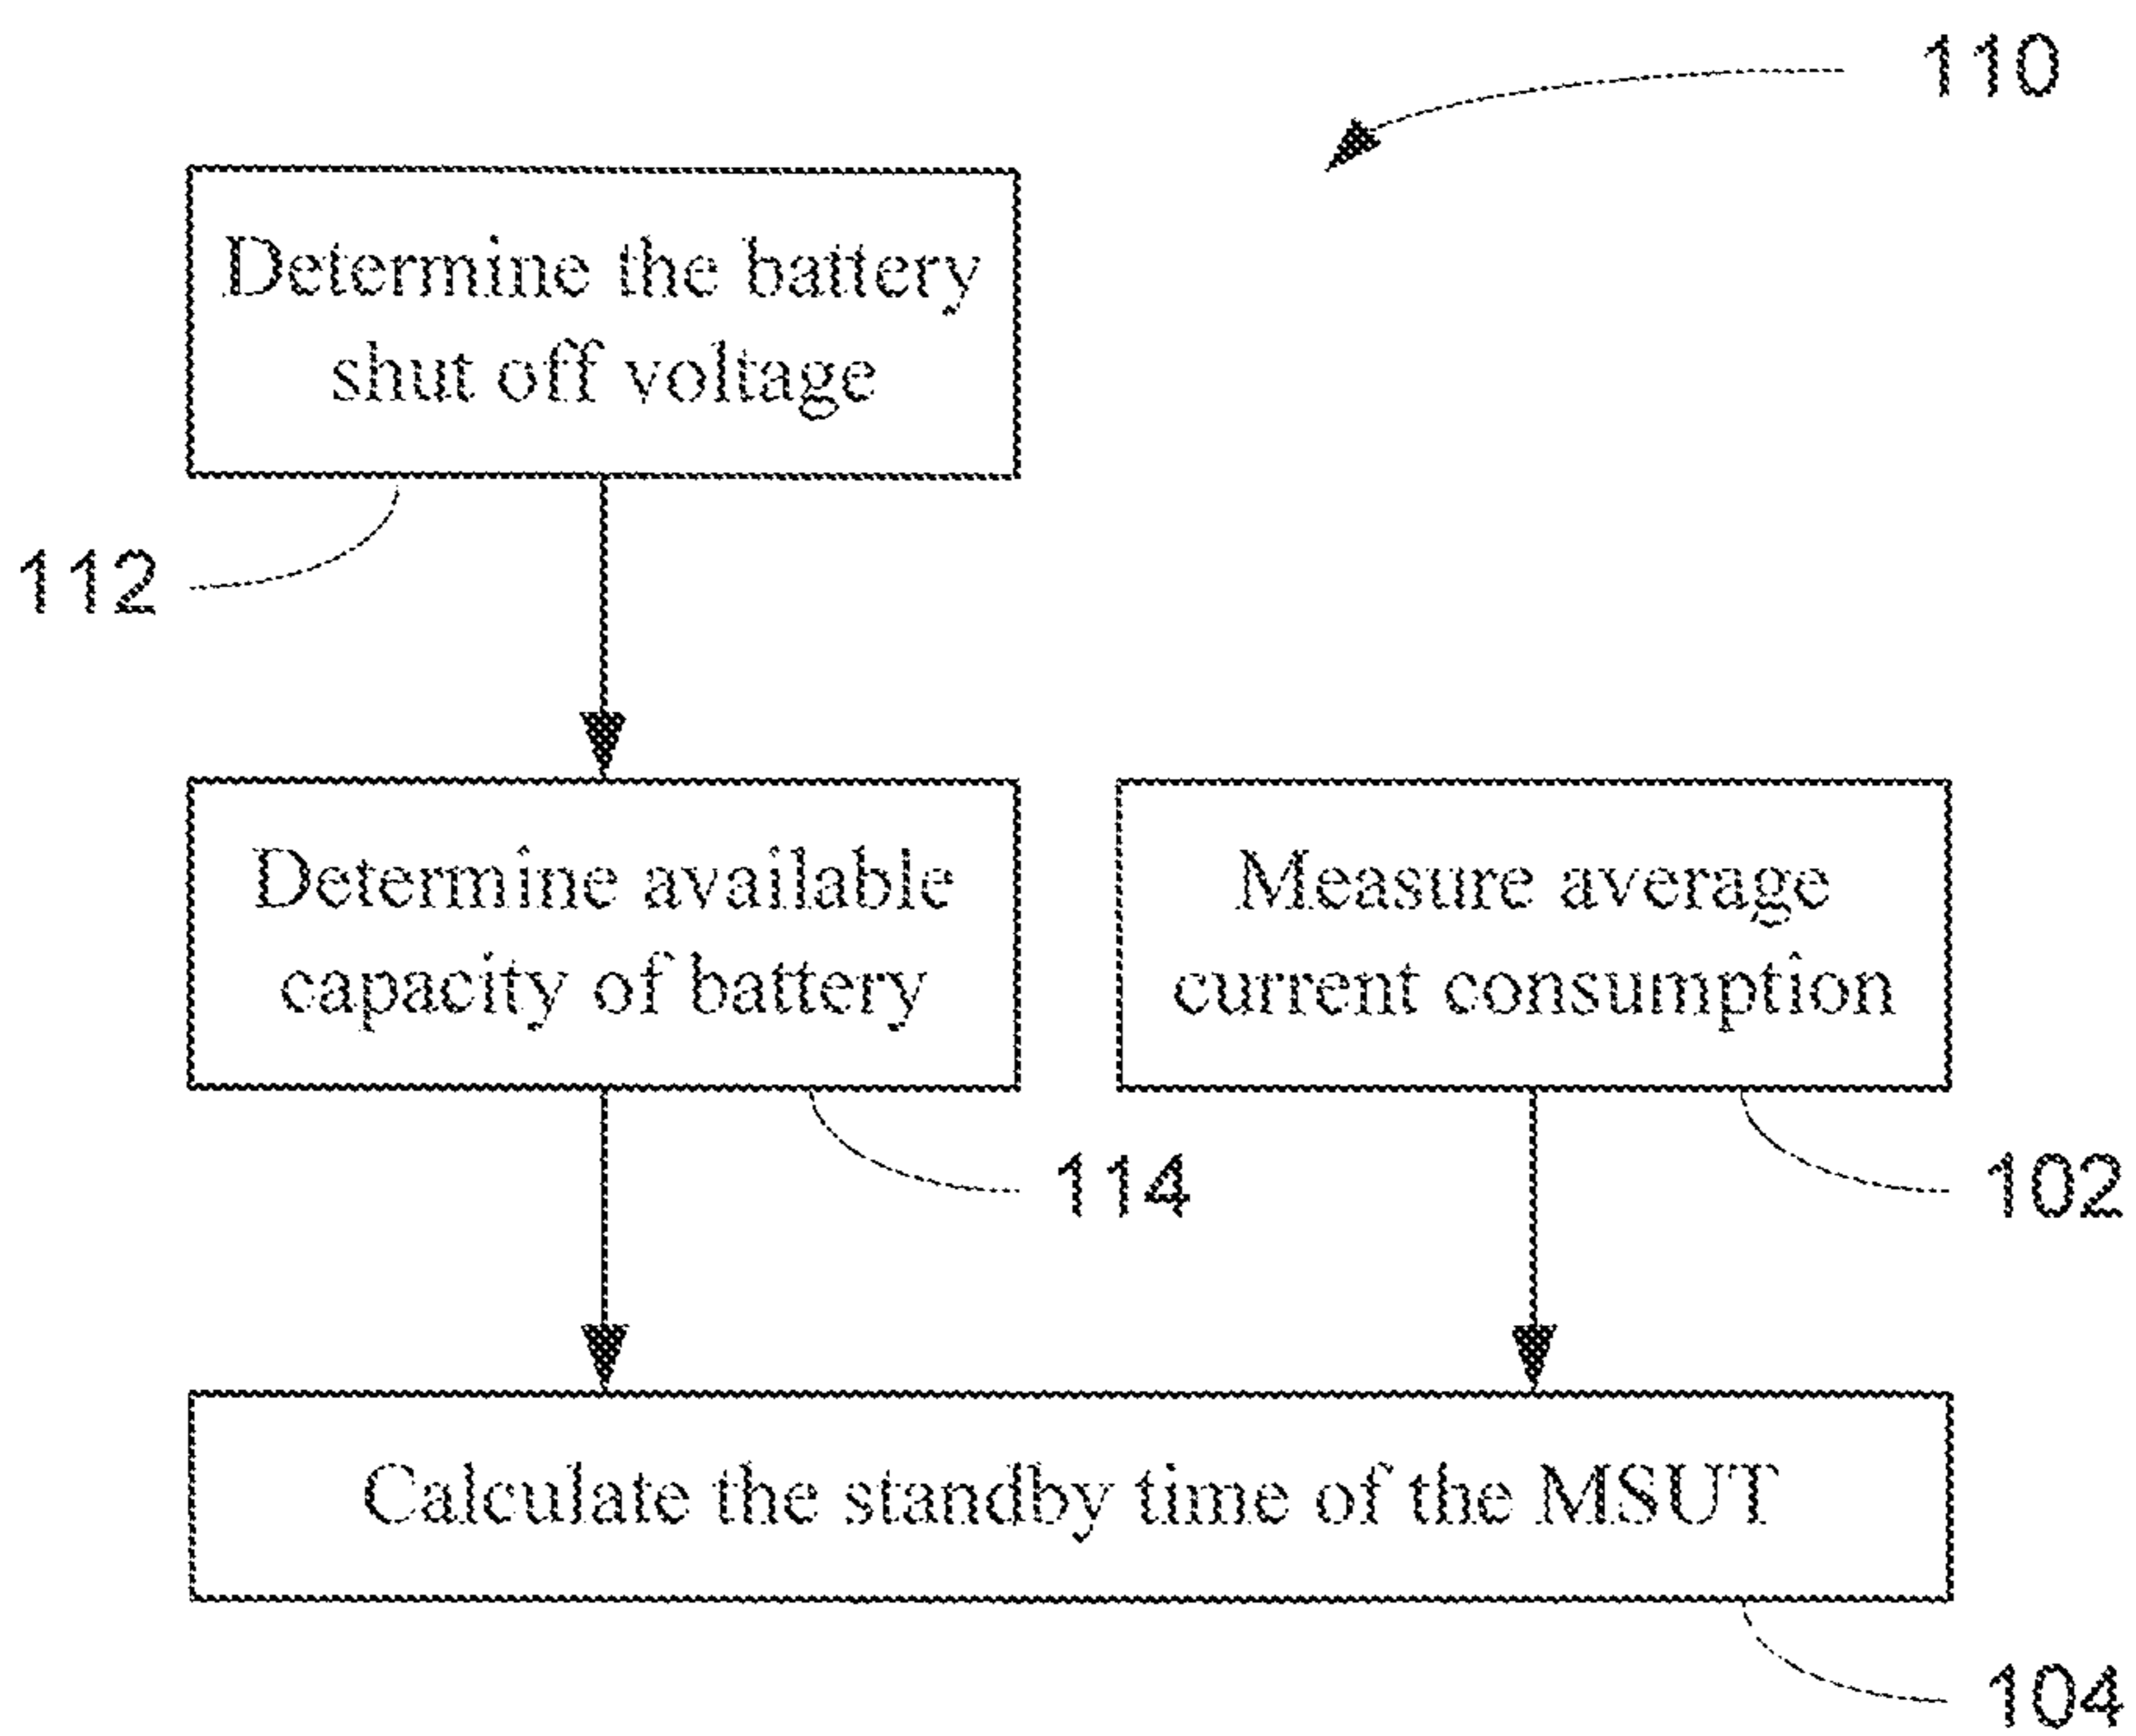 110
Determine the battery
shut off voltage
112
Determine available
capacity of battery
Measure average
current consumption
114
102
Calculate the standby time of the MSUT
104